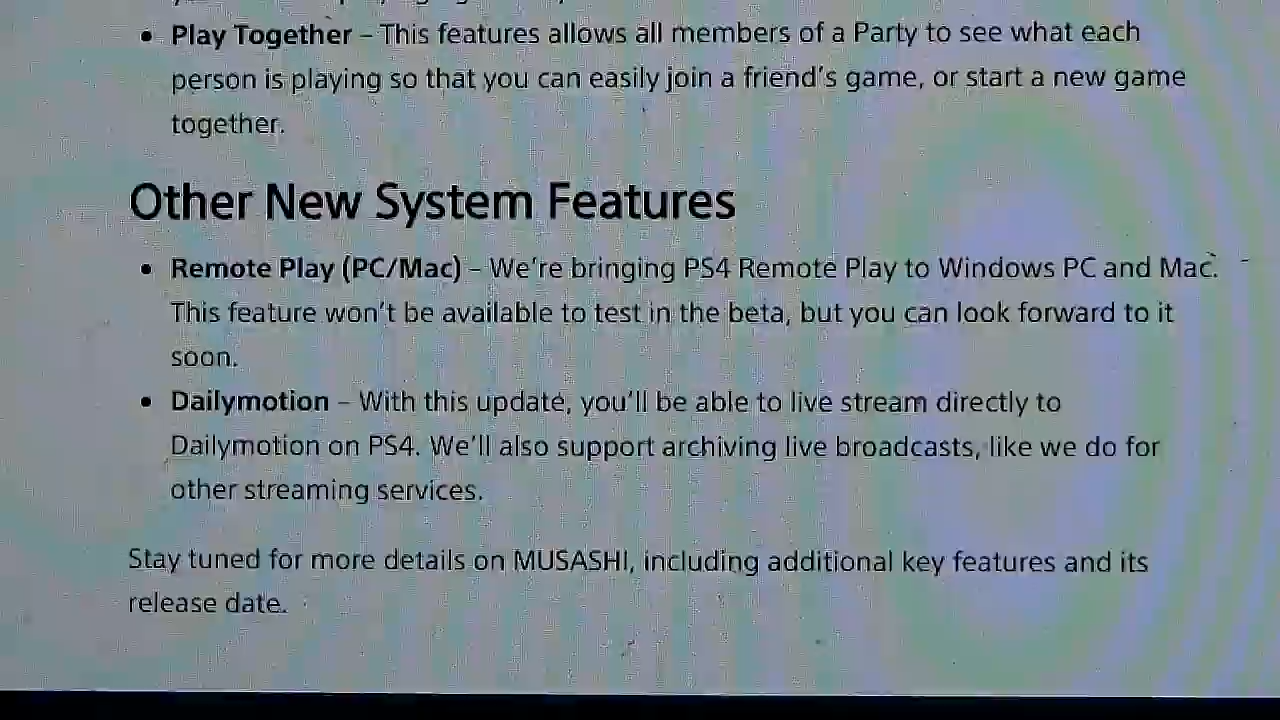 • Play Together – This features allows all members of a Party to see what each
person is playing so that you can easily join a friend's game, or start a new game
together.
Other New System Features
• Remote Play (PC/Mac) – We're bringing PS4 Remote Play to Windows PC and Mac.
This feature won't be available to test in the beta, but you can look forward to it
soon.
• Dailymotion – With this update, you'll be able to live stream directly to
Dailymotion on PS4. We'll also support archiving live broadcasts, like we do for
other streaming services.
Stay tuned for more details on MUSASHI, including additional key features and its
release date.